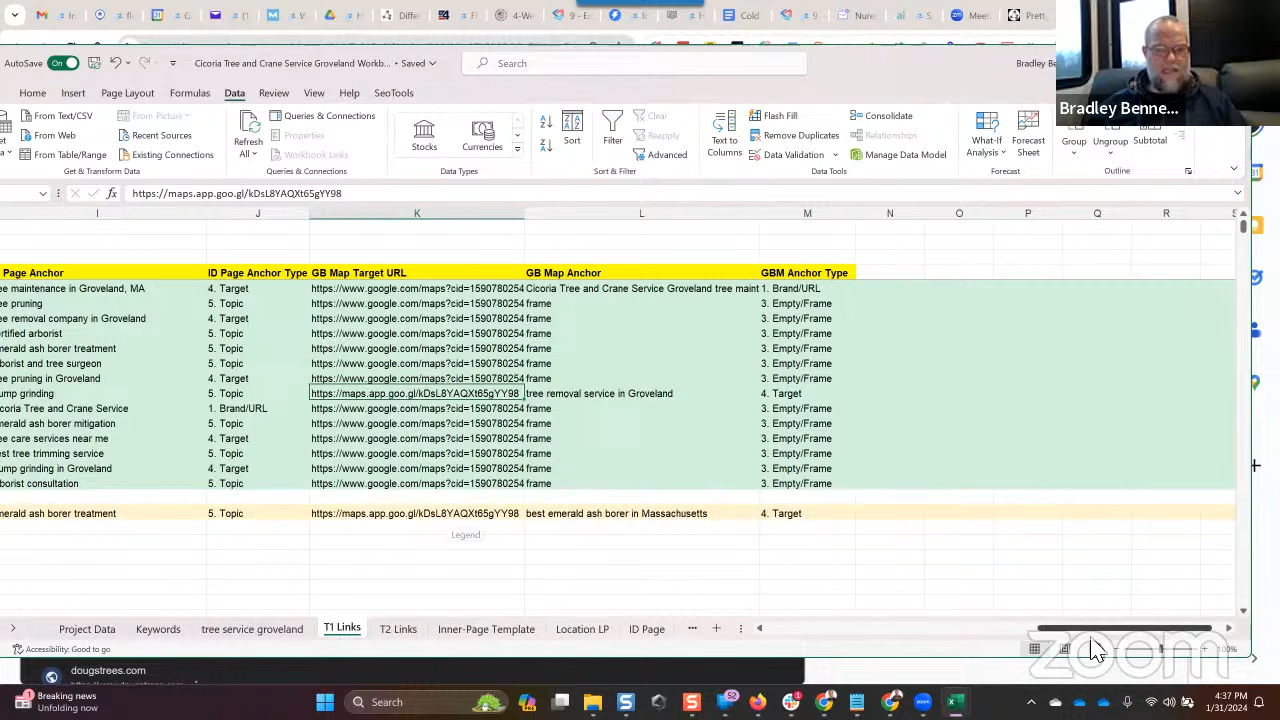 4-We
9 - E
Cold
9 -
Nurt
ai - S
Mee
Prett
Bradley Benne...
AutoSave On
Cicoria Tree and Crane Service Groveland Workb... • Saved
Search
Bradley Be
Home Insert Page Layout Formulas Data Review View Help SeoTools
From Text/CSV
From Picture
From Web
Recent Sources
From Table/Range
Existing Connections
Get & Transform Data
Refresh All
Queries & Connections
Properties
Workbook Links
Queries & Connections
Stocks
Currencies
Data Types
Sort
Filter
Clear
Reapply
Advanced
Sort & Filter
Text to Columns
Flash Fill
Remove Duplicates
Data Validation
Consolidate
Relationships
Manage Data Model
Data Tools
What-If Analysis
Forecast Sheet
Forecast
Group
Ungroup
Subtotal
Outline
fx https://maps.app.goo.gl/kDsL8YAQXt65gYY98
I J K L M N O P Q R S
Page Anchor ID Page Anchor Type GB Map Target URL GB Map Anchor GBM Anchor Type
ee maintenance in Groveland, MA 4. Target https://www.google.com/maps?cid=1590780254 Cicoria Tree and Crane Service Groveland tree maint 1. Brand/URL
ee pruning 5. Topic https://www.google.com/maps?cid=1590780254 frame 3. Empty/Frame
ee removal company in Groveland 4. Target https://www.google.com/maps?cid=1590780254 frame 3. Empty/Frame
ertified arborist 5. Topic https://www.google.com/maps?cid=1590780254 frame 3. Empty/Frame
merald ash borer treatment 5. Topic https://www.google.com/maps?cid=1590780254 frame 3. Empty/Frame
borist and tree surgeon 5. Topic https://www.google.com/maps?cid=1590780254 frame 3. Empty/Frame
ee pruning in Groveland 4. Target https://www.google.com/maps?cid=1590780254 frame 3. Empty/Frame
ump grinding 5. Topic https://maps.app.goo.gl/kDsL8YAQXt65gYY98 tree removal service in Groveland 4. Target
coria Tree and Crane Service 1. Brand/URL https://www.google.com/maps?cid=1590780254 frame 3. Empty/Frame
merald ash borer mitigation 5. Topic https://www.google.com/maps?cid=1590780254 frame 3. Empty/Frame
ee care services near me 4. Target https://www.google.com/maps?cid=1590780254 frame 3. Empty/Frame
est tree trimming service 5. Topic https://www.google.com/maps?cid=1590780254 frame 3. Empty/Frame
ump grinding in Groveland 4. Target https://www.google.com/maps?cid=1590780254 frame 3. Empty/Frame
borist consultation 5. Topic https://www.google.com/maps?cid=1590780254 frame 3. Empty/Frame
merald ash borer treatment 5. Topic https://maps.app.goo.gl/kDsL8YAQXt65gYY98 best emerald ash borer in Massachusetts 4. Target
Legend
Project Data Keywords tree service groveland T1 Links T2 Links Inner-Page Template Location LP ID Page ...
Accessibility: Good to go
100%
zoom
dougstrees.com
Breaking news
Unfolding now
Search
52
1
4:37 PM
1/31/2024